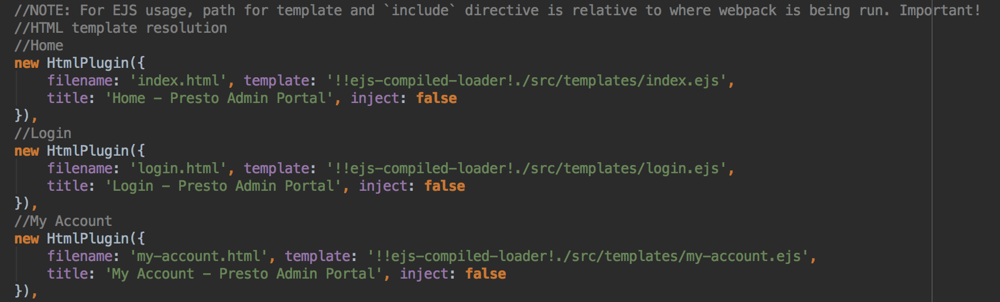 //NOTE: For EJS usage, path for template and `include` directive is relative to where webpack is being run. Important!
//HTML template resolution
//Home
new HtmlPlugin({
    filename: 'index.html', template: '!!ejs-compiled-loader!./src/templates/index.ejs',
    title: 'Home - Presto Admin Portal', inject: false
}),
//Login
new HtmlPlugin({
    filename: 'login.html', template: '!!ejs-compiled-loader!./src/templates/login.ejs',
    title: 'Login - Presto Admin Portal', inject: false
}),
//My Account
new HtmlPlugin({
    filename: 'my-account.html', template: '!!ejs-compiled-loader!./src/templates/my-account.ejs',
    title: 'My Account - Presto Admin Portal', inject: false
}),